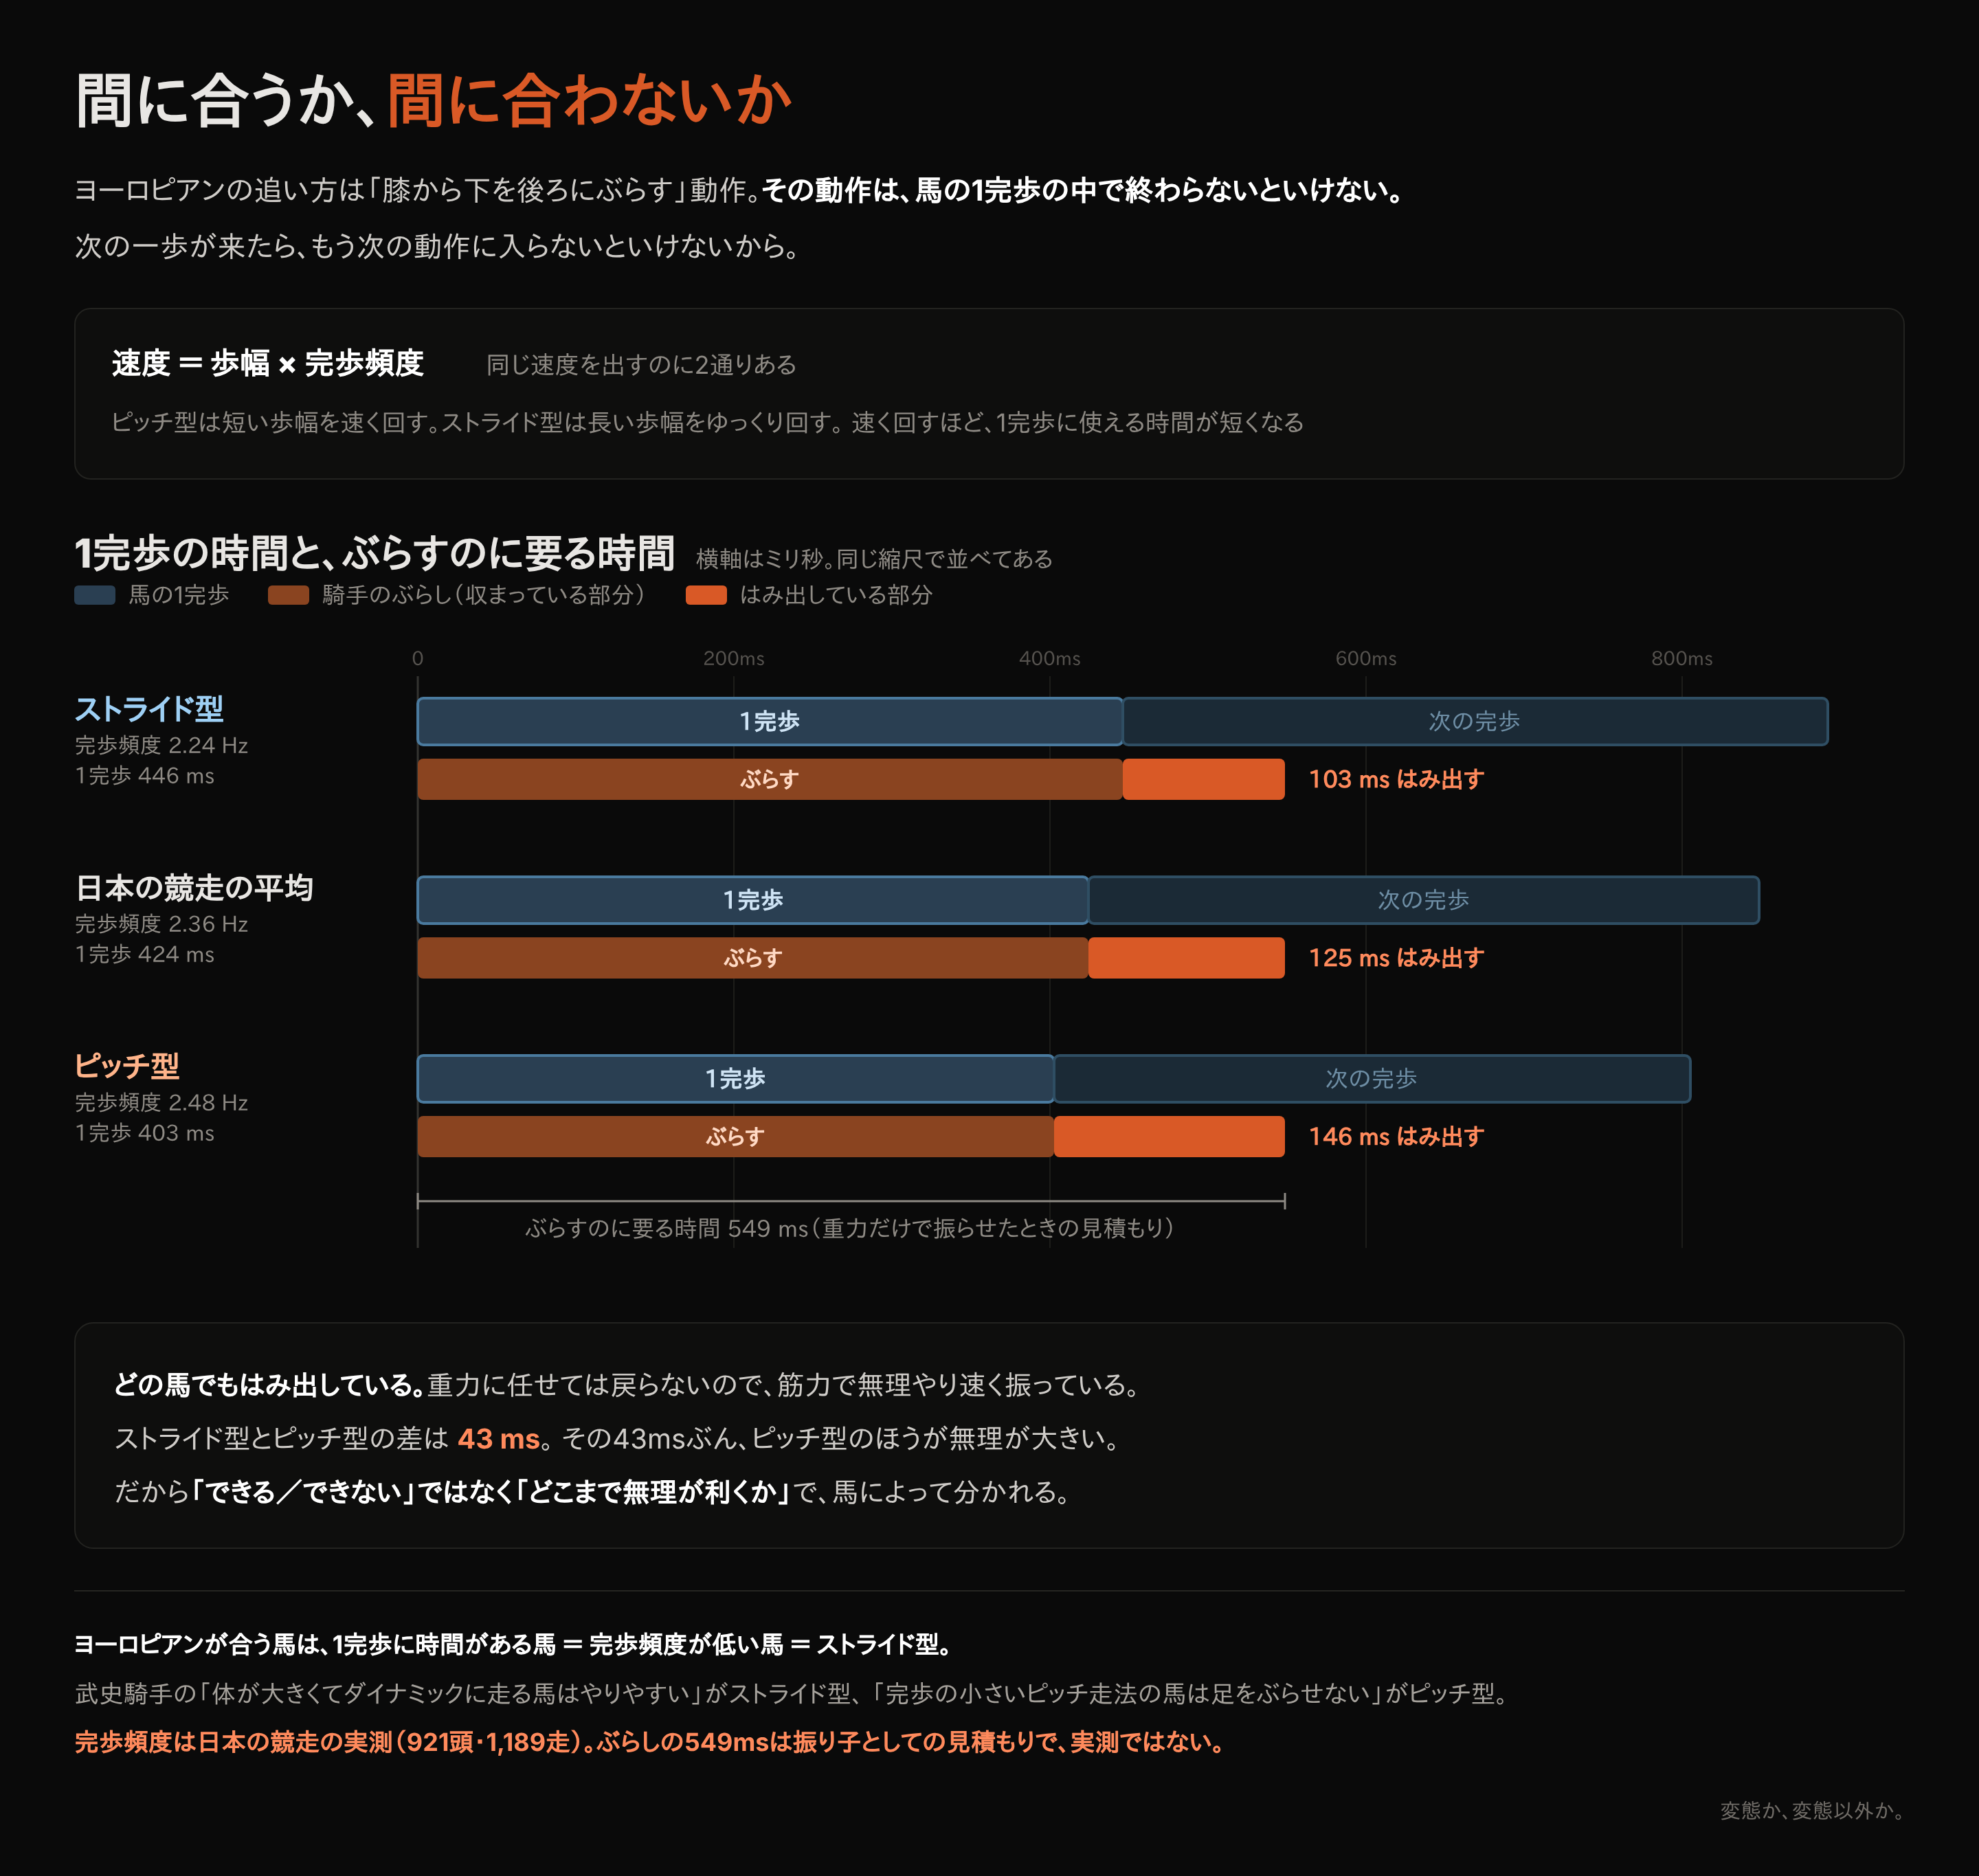 間に合うか、間に合わないか
ヨーロピアンの追い方は「膝から下を後ろにぶらす」動作。その動作は、馬の1完歩の中で終わらないといけない。
次の一歩が来たら、もう次の動作に入らないといけないから。
速度 = 歩幅 × 完歩頻度 同じ速度を出すのに2通りある
ピッチ型は短い歩幅を速く回す。ストライド型は長い歩幅をゆっくり回す。 速く回すほど、1完歩に使える時間が短くなる
1完歩の時間と、ぶらすのに要る時間 横軸はミリ秒。同じ縮尺で並べてある
馬の1完歩 騎手のぶらし（収まっている部分） はみ出している部分
0 200ms 400ms 600ms 800ms
ストライド型
完歩頻度 2.24 Hz
1完歩 446 ms
1完歩 次の完歩
ぶらす 103 ms はみ出す
日本の競走の平均
完歩頻度 2.36 Hz
1完歩 424 ms
1完歩 次の完歩
ぶらす 125 ms はみ出す
ピッチ型
完歩頻度 2.48 Hz
1完歩 403 ms
1完歩 次の完歩
ぶらす 146 ms はみ出す
ぶらすのに要る時間 549 ms（重力だけで振らせたときの見積もり）
どの馬でもはみ出している。重力に任せては戻らないので、筋力で無理やり速く振っている。
ストライド型とピッチ型の差は 43 ms。 その43msぶん、ピッチ型のほうが無理が大きい。
だから「できる／できない」ではなく「どこまで無理が利くか」で、馬によって分かれる。
ヨーロピアンが合う馬は、1完歩に時間がある馬 = 完歩頻度が低い馬 = ストライド型。
武史騎手の「体が大きくてダイナミックに走る馬はやりやすい」がストライド型、「完歩の小さいピッチ走法の馬は足をぶらせない」がピッチ型。
完歩頻度は日本の競走の実測（921頭・1,189走）。ぶらしの549msは振り子としての見積もりで、実測ではない。
変態か、変態以外か。